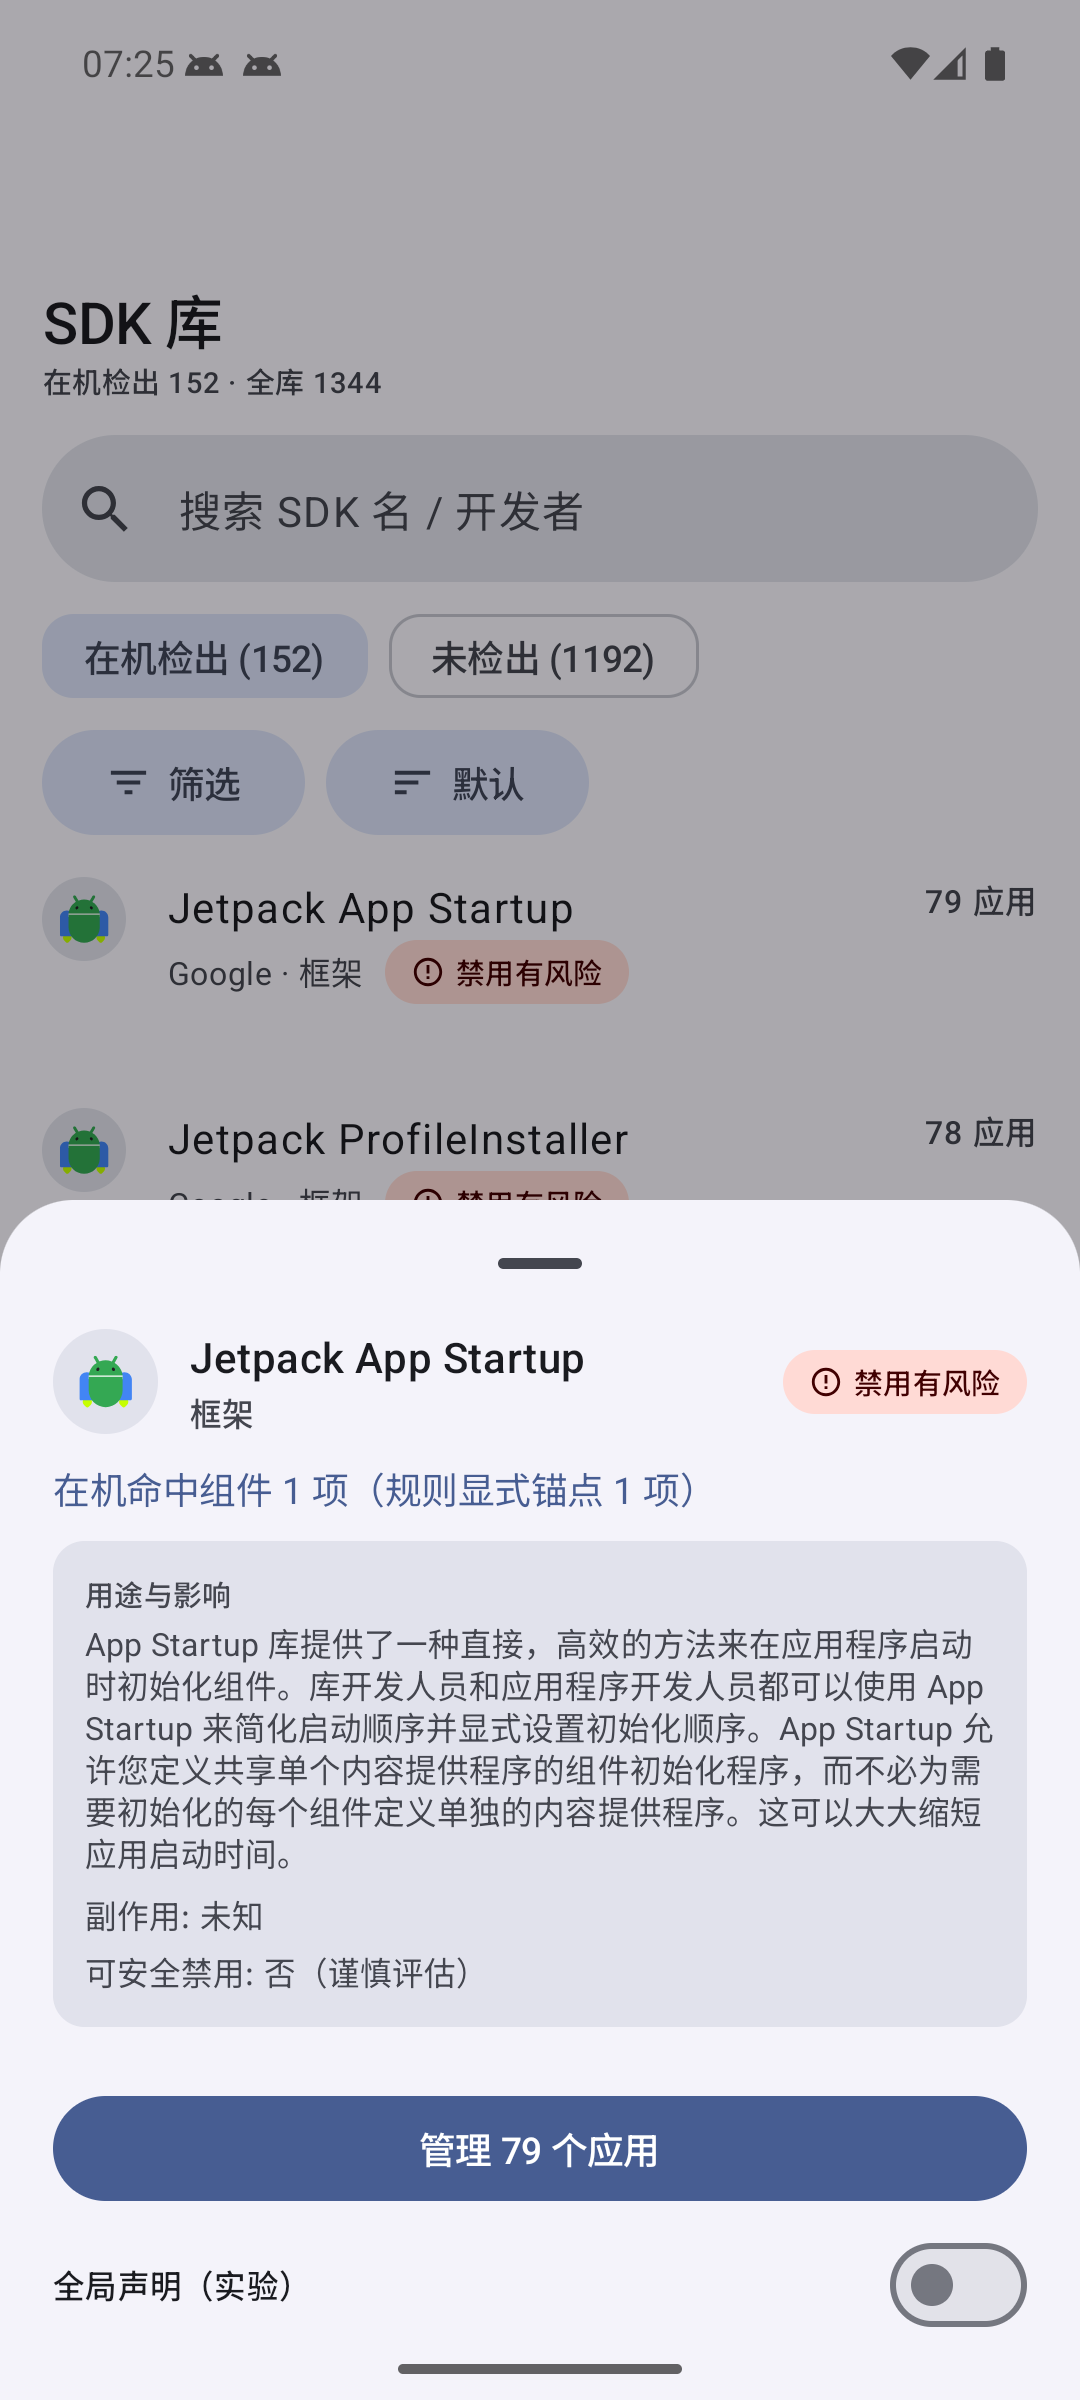 07:25
SDK 库
在机检出 152 · 全库 1344
搜索 SDK 名 / 开发者
在机检出 (152)
未检出 (1192)
筛选
默认
Jetpack App Startup
79 应用
Google · 框架
禁用有风险
Jetpack ProfileInstaller
78 应用
Google · 框架
禁用有风险
Jetpack App Startup
框架
禁用有风险
在机命中组件 1 项（规则显式锚点 1 项）
用途与影响
App Startup 库提供了一种直接，高效的方法来在应用程序启动
时初始化组件。库开发人员和应用程序开发人员都可以使用 App
Startup 来简化启动顺序并显式设置初始化顺序。App Startup 允
许您定义共享单个内容提供程序的组件初始化程序，而不必为需
要初始化的每个组件定义单独的内容提供程序。这可以大大缩短
应用启动时间。
副作用: 未知
可安全禁用: 否（谨慎评估）
管理 79 个应用
全局声明（实验）